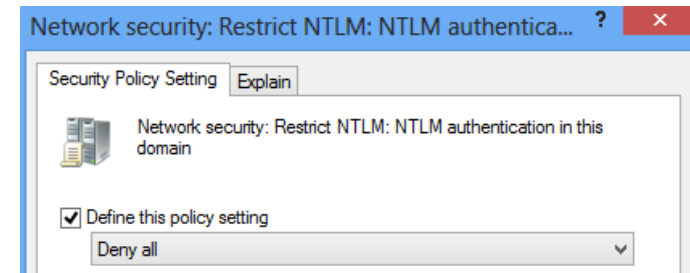 Network security: Restrict NTLM: NTLM authentica... ? ×
Security Policy Setting Explain
Network security: Restrict NTLM: NTLM authentication in this
domain
Define this policy setting
Deny all